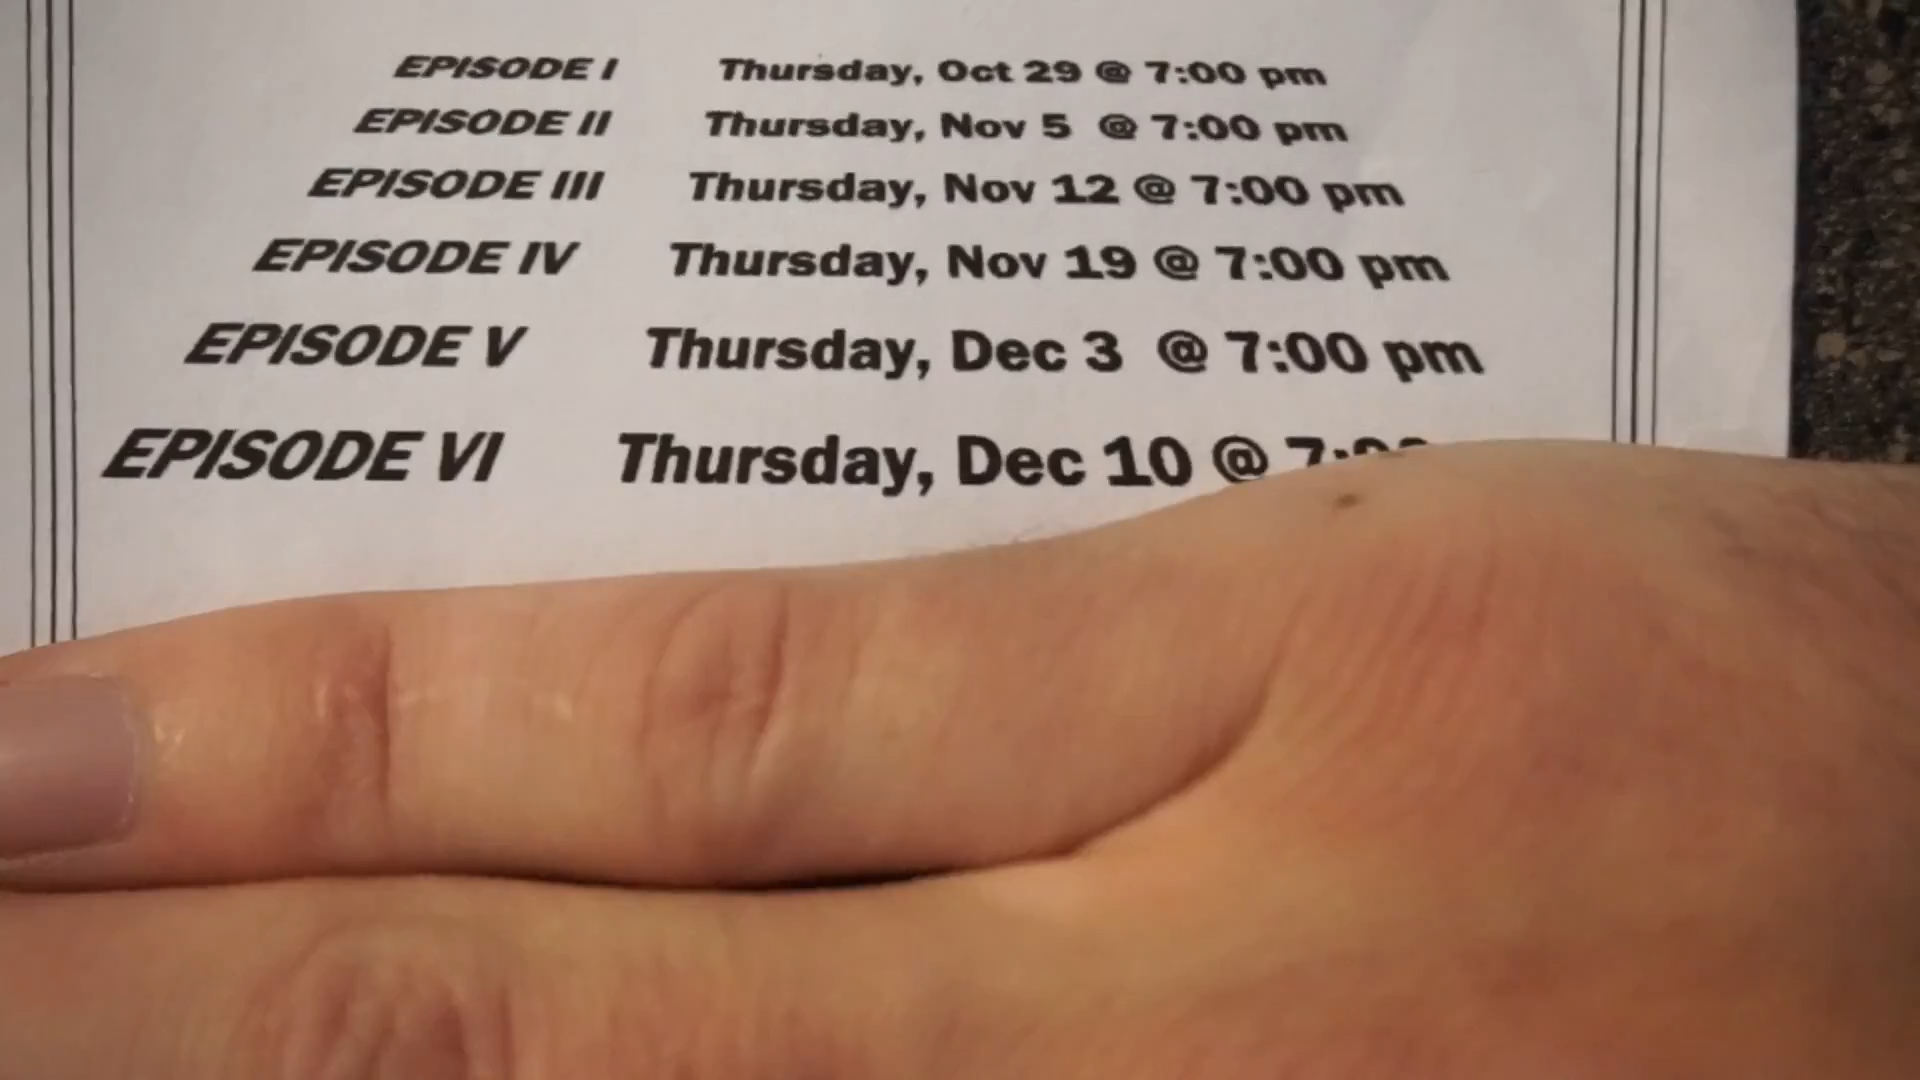 EPISODE I Thursday, Oct 29 @ 7:00 pm
EPISODE II Thursday, Nov 5 @ 7:00 pm
EPISODE III Thursday, Nov 12 @ 7:00 pm
EPISODE IV Thursday, Nov 19 @ 7:00 pm
EPISODE V Thursday, Dec 3 @ 7:00 pm
EPISODE VI Thursday, Dec 10 @